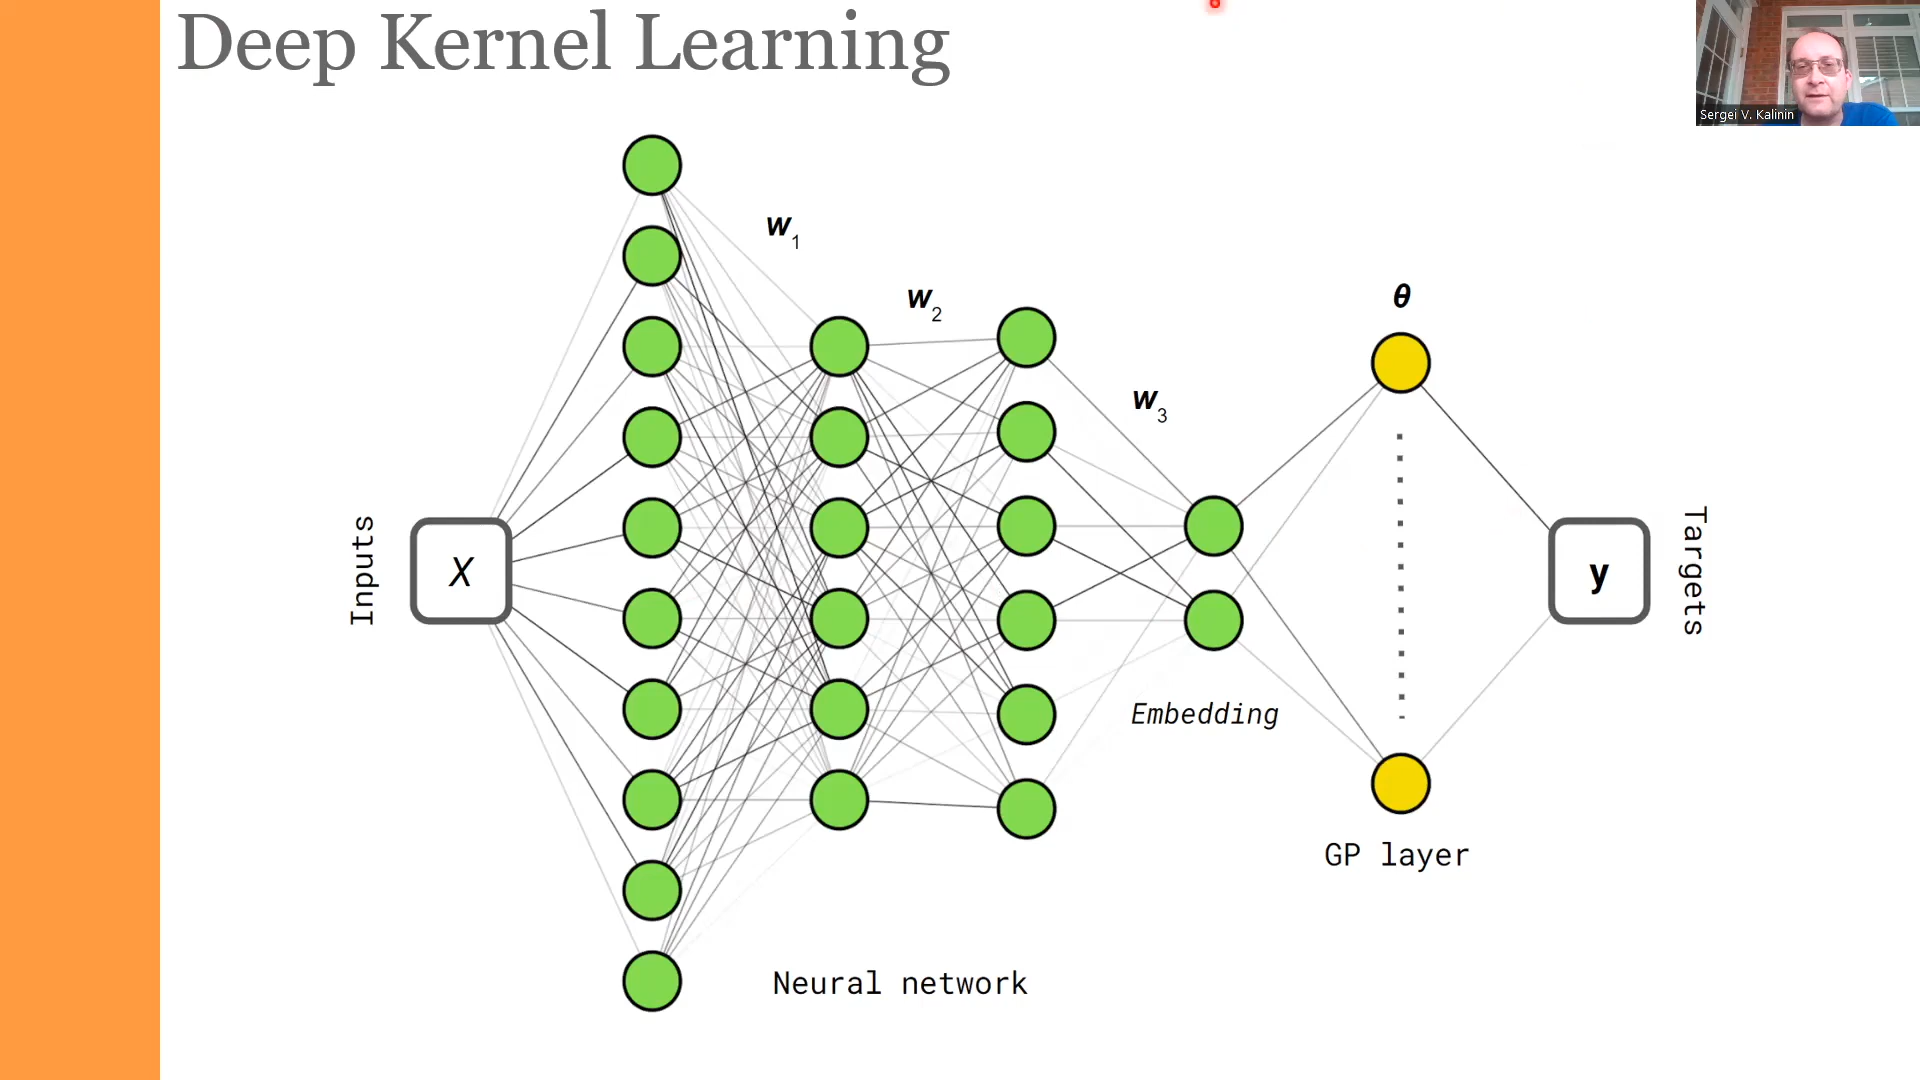 Deep Kernel Learning
Sergei V. Kalinin
w1
w2
θ
w3
Inputs
X
y
Targets
Embedding
GP layer
Neural network